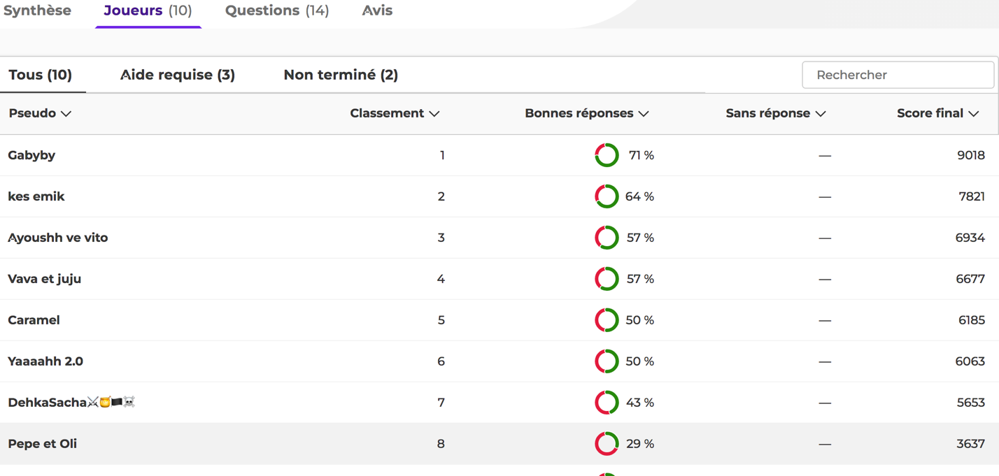 Synthèse Joueurs (10) Questions (14) Avis
Tous (10) Aide requise (3) Non terminé (2) Rechercher
Pseudo Classement Bonnes réponses Sans réponse Score final
Gabyby 1 71 % — 9018
kes emik 2 64 % — 7821
Ayoushh ve vito 3 57 % — 6934
Vava et juju 4 57 % — 6677
Caramel 5 50 % — 6185
Yaaaahh 2.0 6 50 % — 6063
DehkaSacha⚔️🍯🏴☠️ 7 43 % — 5653
Pepe et Oli 8 29 % — 3637